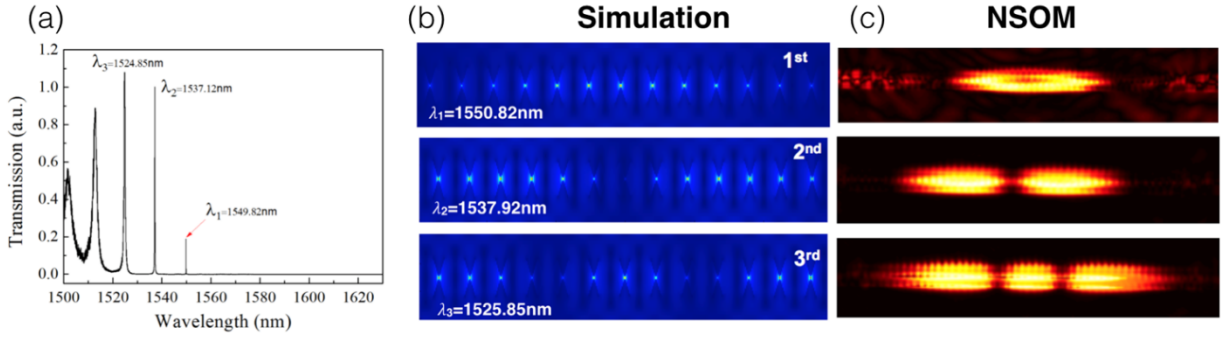 (a)
(b) Simulation
(c) NSOM
Transmission (a.u.)
1.2
1.0
0.8
0.6
0.4
0.2
0.0
λ3=1524.85nm
λ2=1537.12nm
λ1=1549.82nm
1500 1520 1540 1560 1580 1600 1620
Wavelength (nm)
1st
λ1=1550.82nm
2nd
λ2=1537.92nm
3rd
λ3=1525.85nm